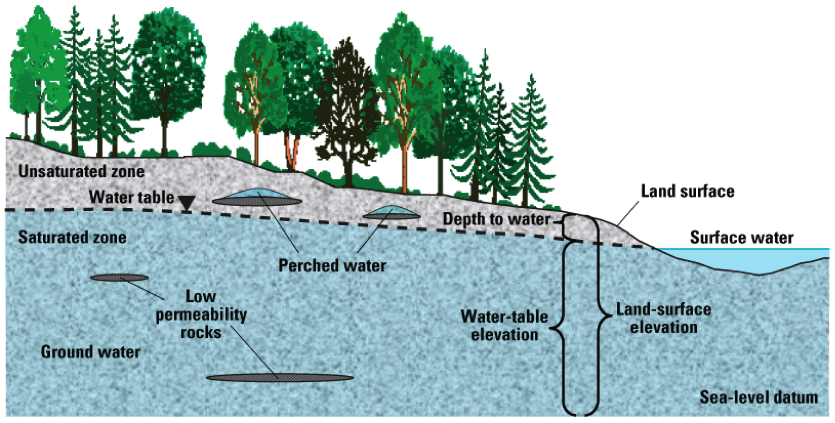 Unsaturated zone
Water table
Land surface
Depth to water
Saturated zone
Surface water
Perched water
Low
permeability
rocks
Water-table
elevation
Land-surface
elevation
Ground water
Sea-level datum